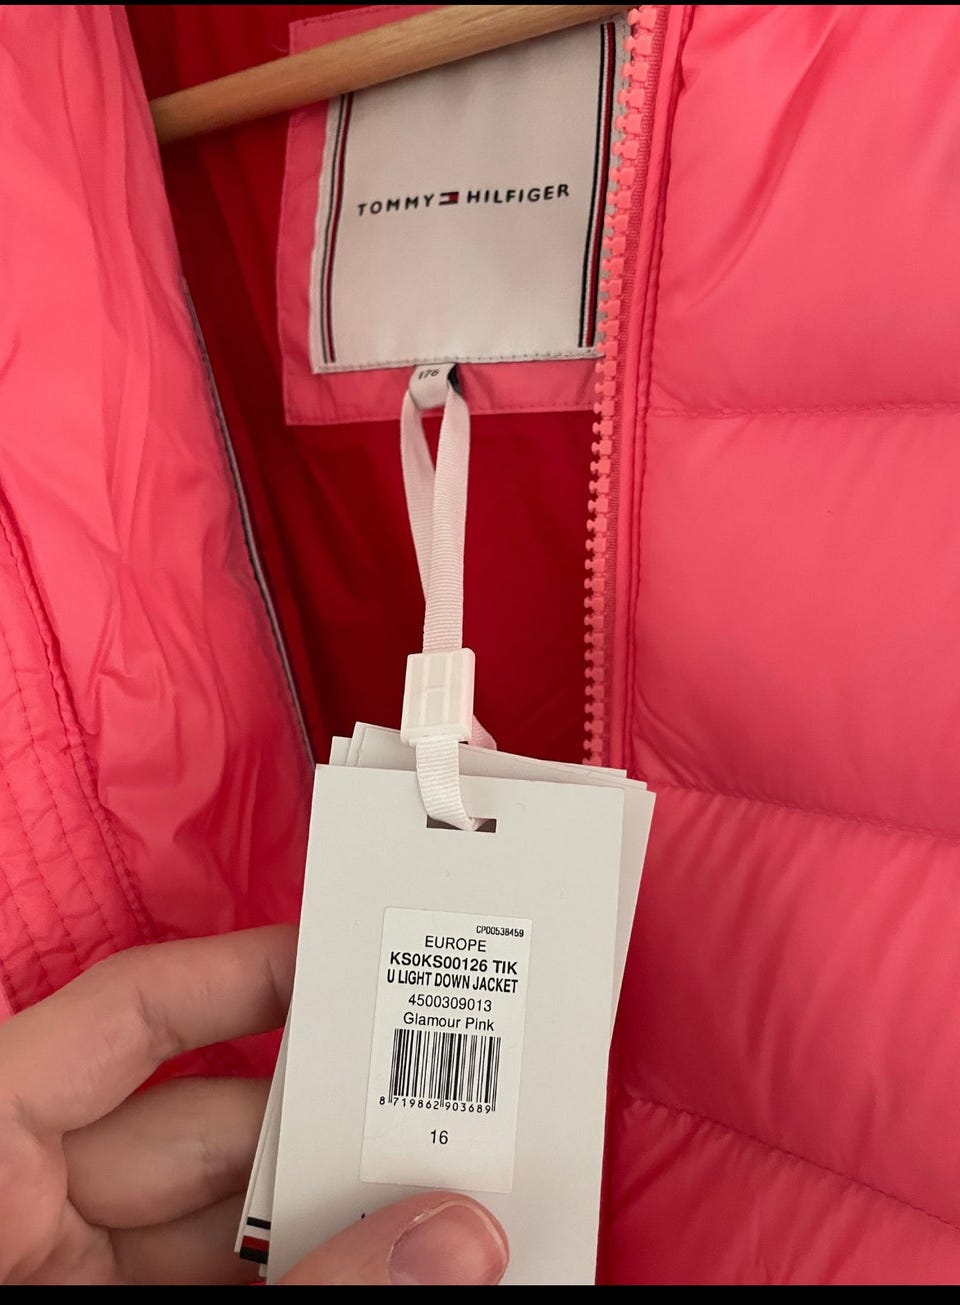 TOMMY HILFIGER
176
CP00538459
EUROPE
KS0KS00126 TIK
U LIGHT DOWN JACKET
4500309013
Glamour Pink
8 719862 903689
16